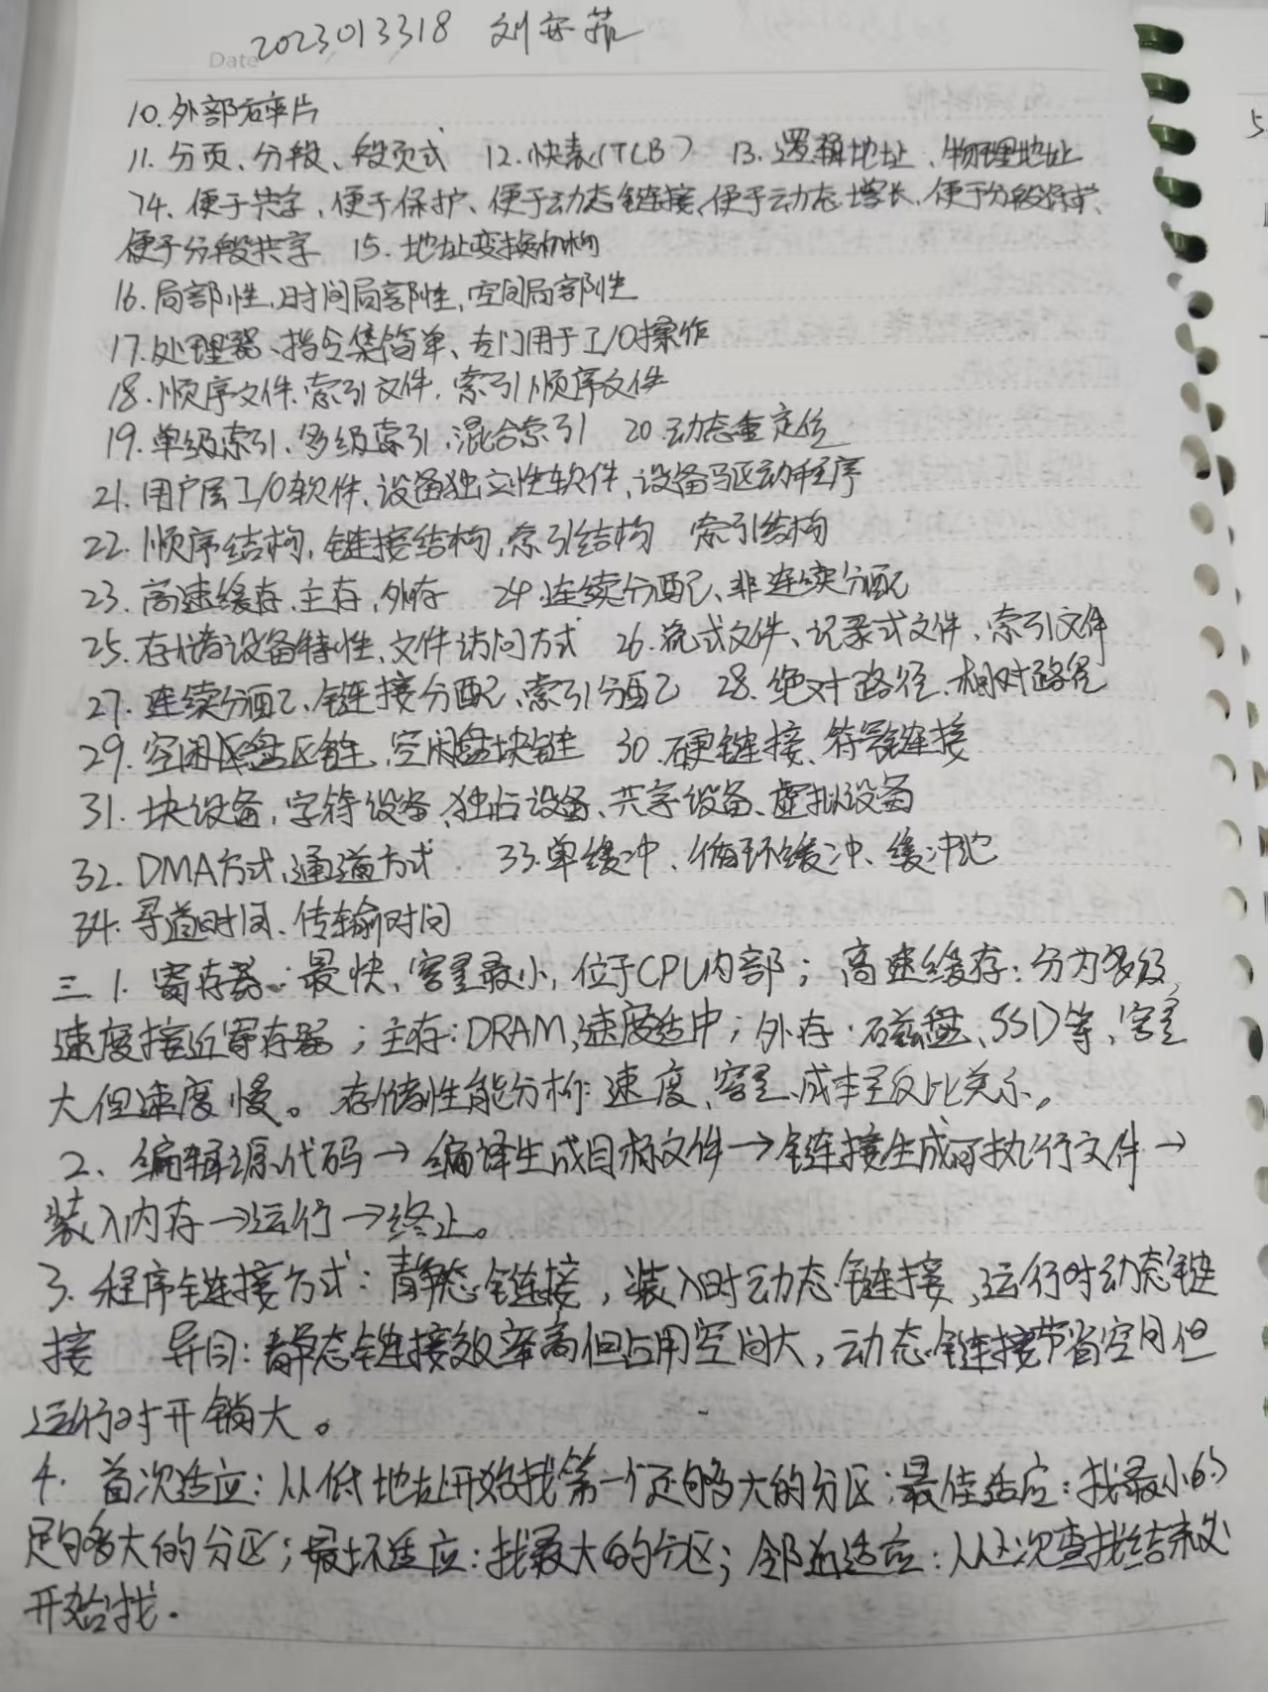 Date 2023013318 刘安菲
10. 外部碎片
11. 分页、分段、段页式 12. 快表(TLB) 13. 逻辑地址、物理地址
14. 便于共享、便于保护、便于动态链接、便于动态增长、便于分段保护、
便于分段共享 15. 地址变换机构
16. 局部性, 时间局部性, 空间局部性
17. 处理器、指令集简单、专门用于I/O操作
18. 顺序文件、索引文件、索引顺序文件
19. 单级索引、多级索引、混合索引 20. 动态重定位
21. 用户层I/O软件、设备独立性软件、设备驱动程序
22. 顺序结构, 链接结构, 索引结构 索引结构
23. 高速缓存、主存, 外存 24. 连续分配、非连续分配
25. 存储设备特性、文件访问方式 26. 流式文件、记录式文件、索引文件
27. 连续分配、链接分配、索引分配 28. 绝对路径、相对路径
29. 空闲盘区链、空闲盘块链 30. 硬链接、符号链接
31. 块设备, 字符设备、独占设备、共享设备、虚拟设备
32. DMA方式、通道方式 33. 单缓冲、循环缓冲、缓冲池
34. 寻道时间、传输时间
三 1. 寄存器: 最快, 容量最小, 位于CPU内部; 高速缓存: 分为多级,
速度接近寄存器; 主存: DRAM, 速度适中; 外存: 磁盘、SSD等, 容量
大但速度慢。存储性能分析: 速度、容量、成本呈反比关系。
2、编辑源代码→编译生成目标文件→链接生成可执行文件→
装入内存→运行→终止。
3. 程序链接方式: 静态链接, 装入时动态链接, 运行时动态链
接 异同: 静态链接效率高但占用空间大, 动态链接节省空间但
运行时开销大。
4. 首次适应: 从低地址开始找第一个足够大的分区; 最佳适应: 找最小的
足够大的分区; 最坏适应: 找最大的分区; 邻近适应: 从上次查找结束处
开始找.